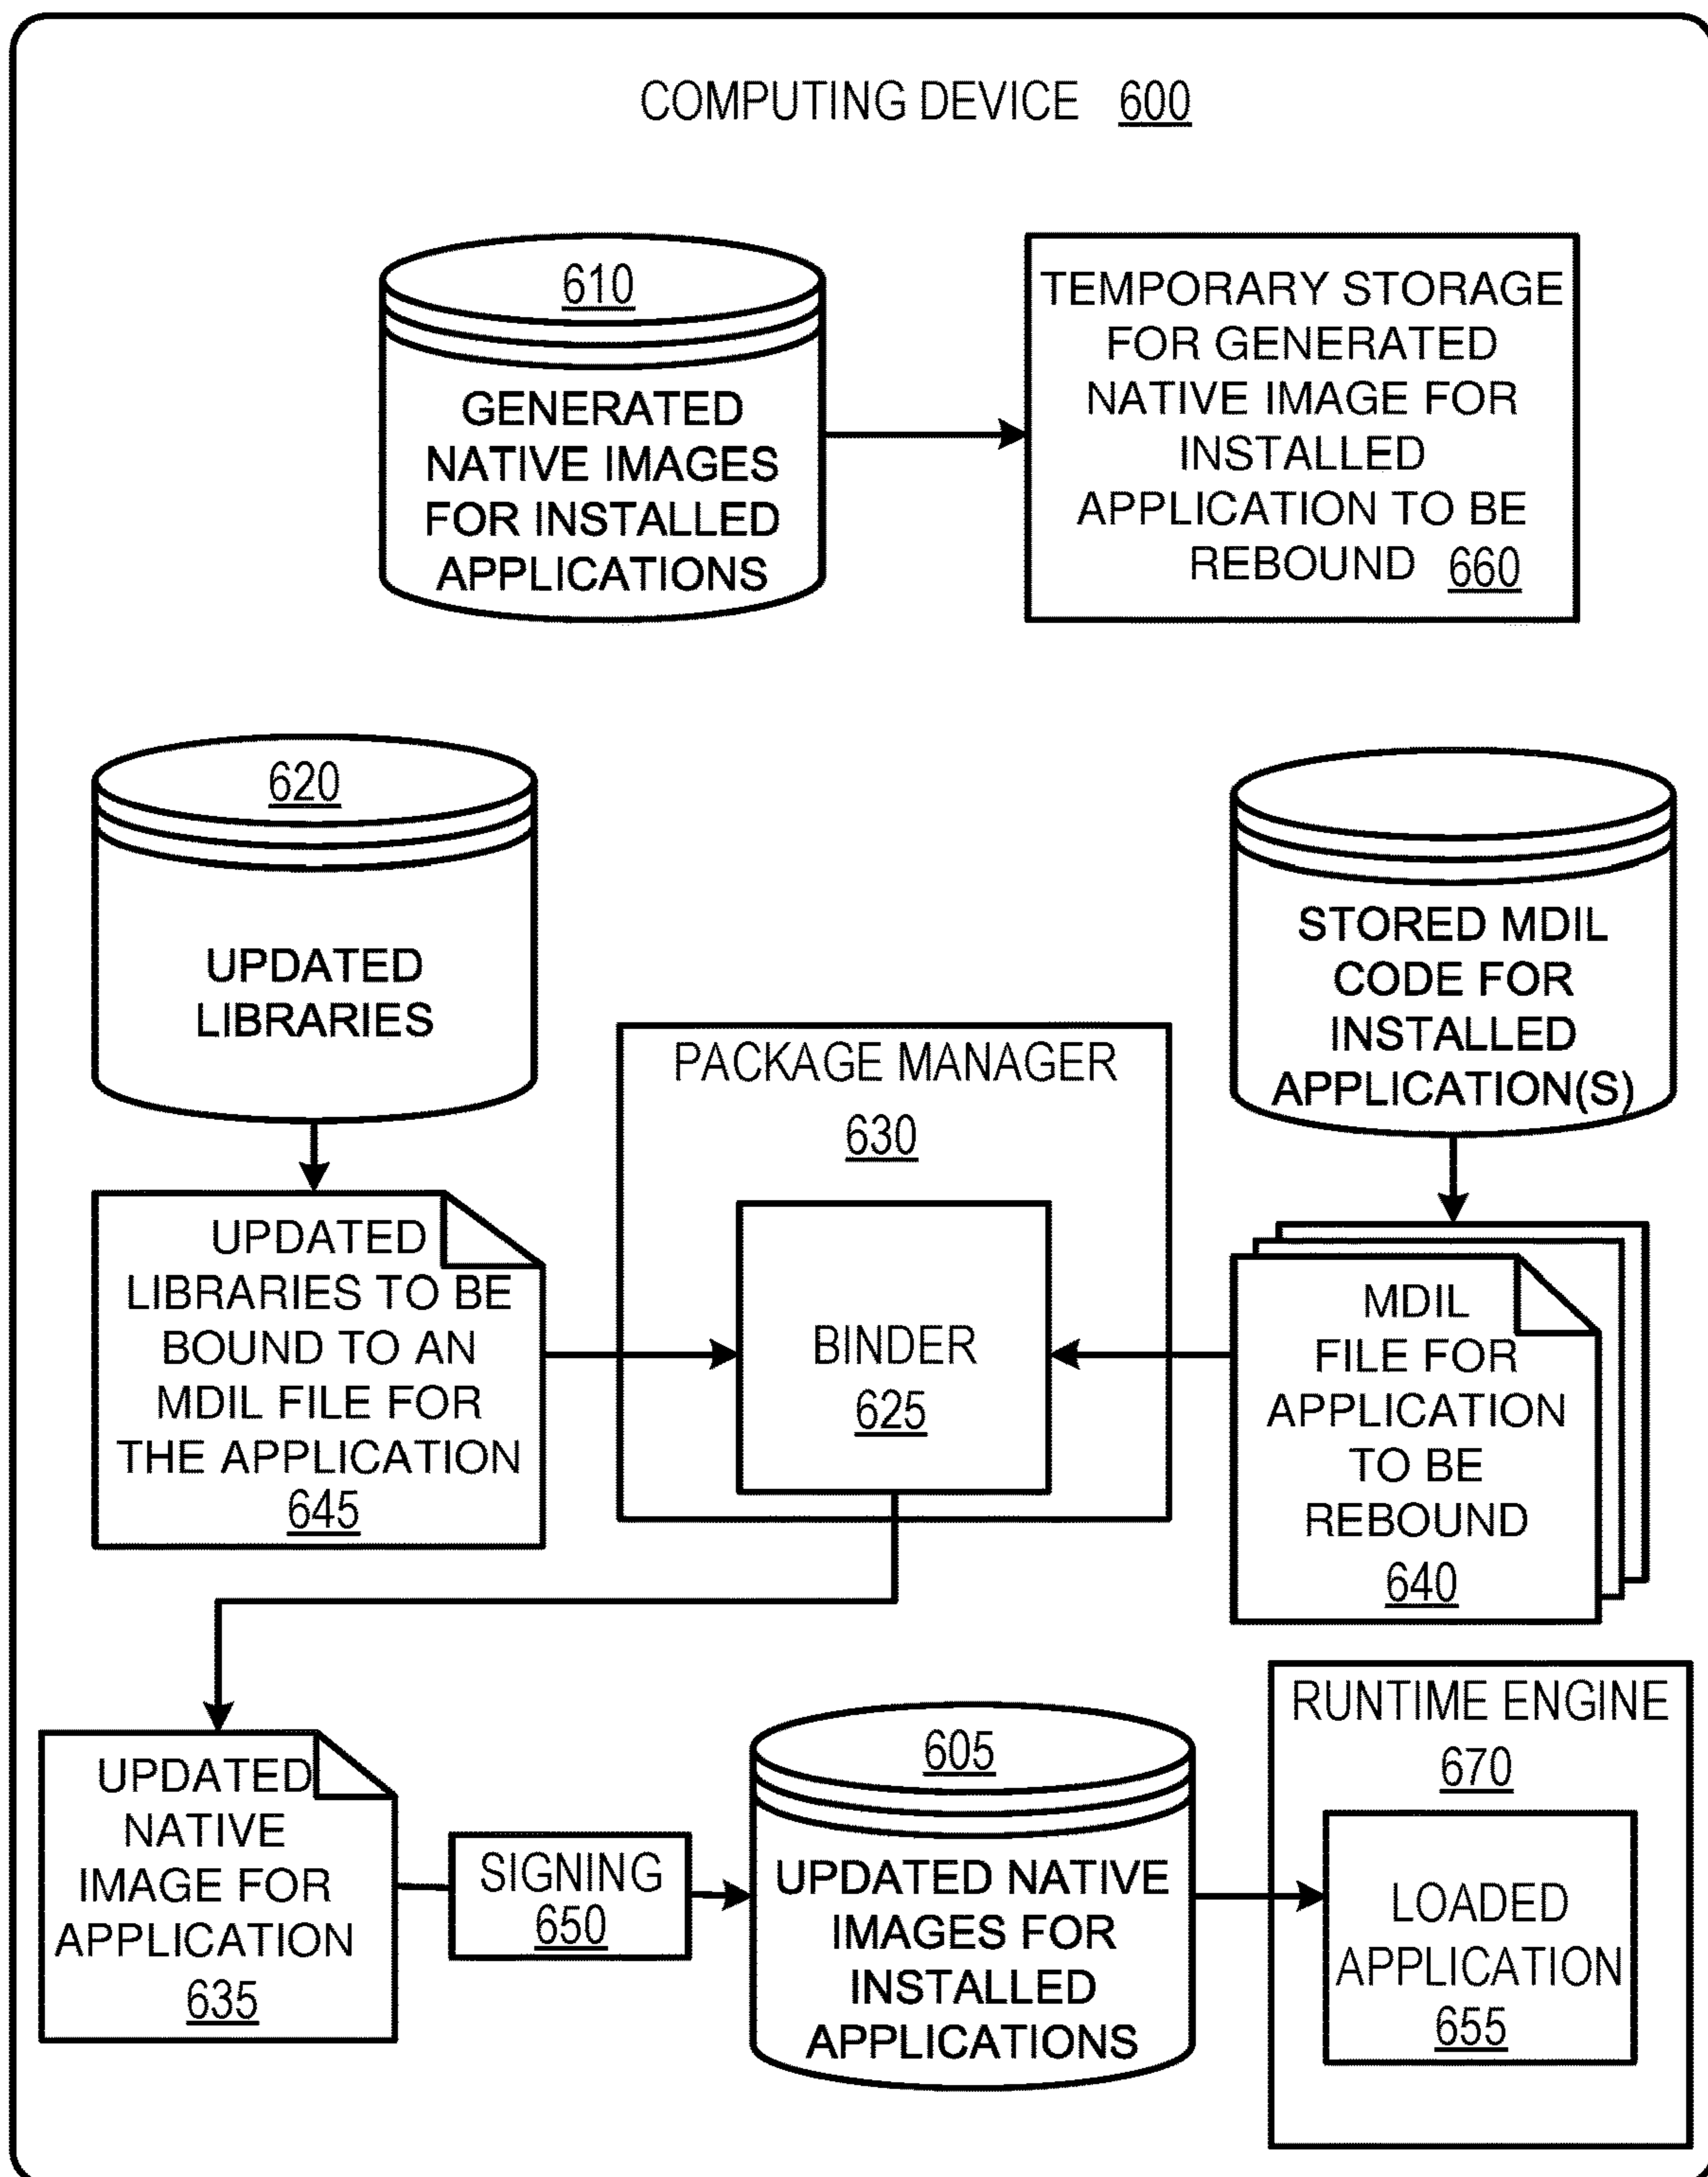 COMPUTING DEVICE 600
610
GENERATED
NATIVE IMAGES
FOR INSTALLED
APPLICATIONS
TEMPORARY STORAGE
FOR GENERATED
NATIVE IMAGE FOR
INSTALLED
APPLICATION TO BE
REBOUND 660
620
UPDATED
LIBRARIES
STORED MDIL
CODE FOR
INSTALLED
APPLICATION(S)
PACKAGE MANAGER
630
UPDATED
LIBRARIES TO BE
BOUND TO AN
MDIL FILE FOR
THE APPLICATION
645
BINDER
625
MDIL
FILE FOR
APPLICATION
TO BE
REBOUND
640
UPDATED
NATIVE
IMAGE FOR
APPLICATION
635
SIGNING
650
605
UPDATED NATIVE
IMAGES FOR
INSTALLED
APPLICATIONS
RUNTIME ENGINE
670
LOADED
APPLICATION
655